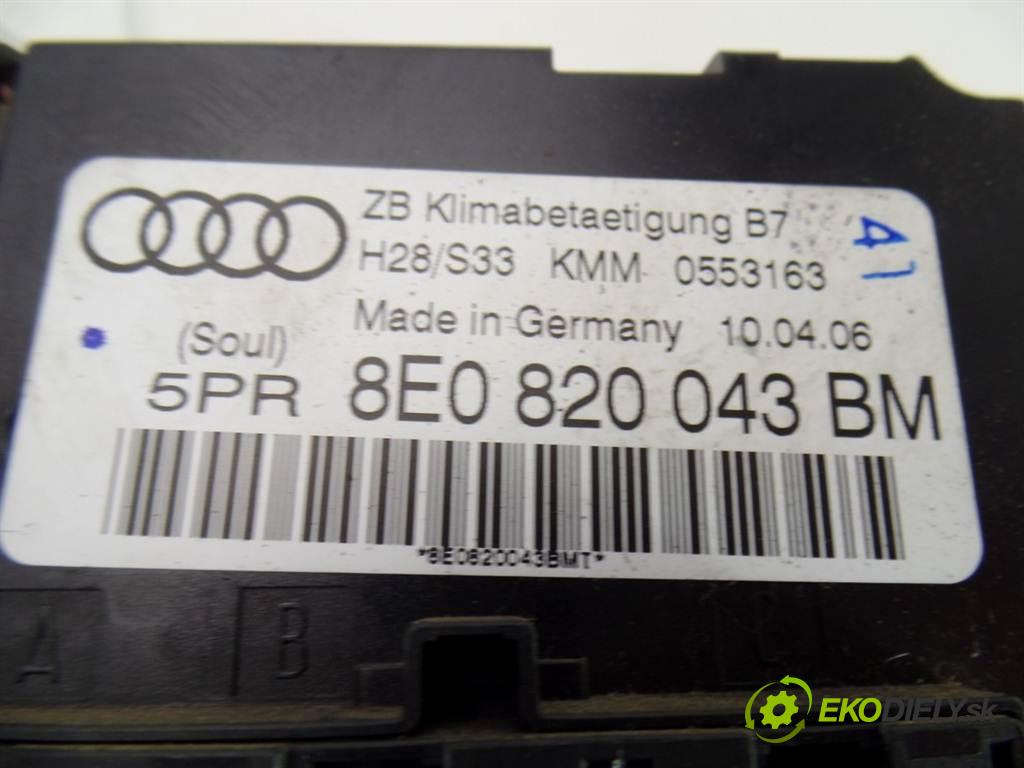 ZB Klimabetaetigung B7
H28/S33 KMM 0553163
Made in Germany 10.04.06
(Soul)
5PR 8E0 820 043 BM
*8E0820043BMT*
A B C
EKODIELY.sk